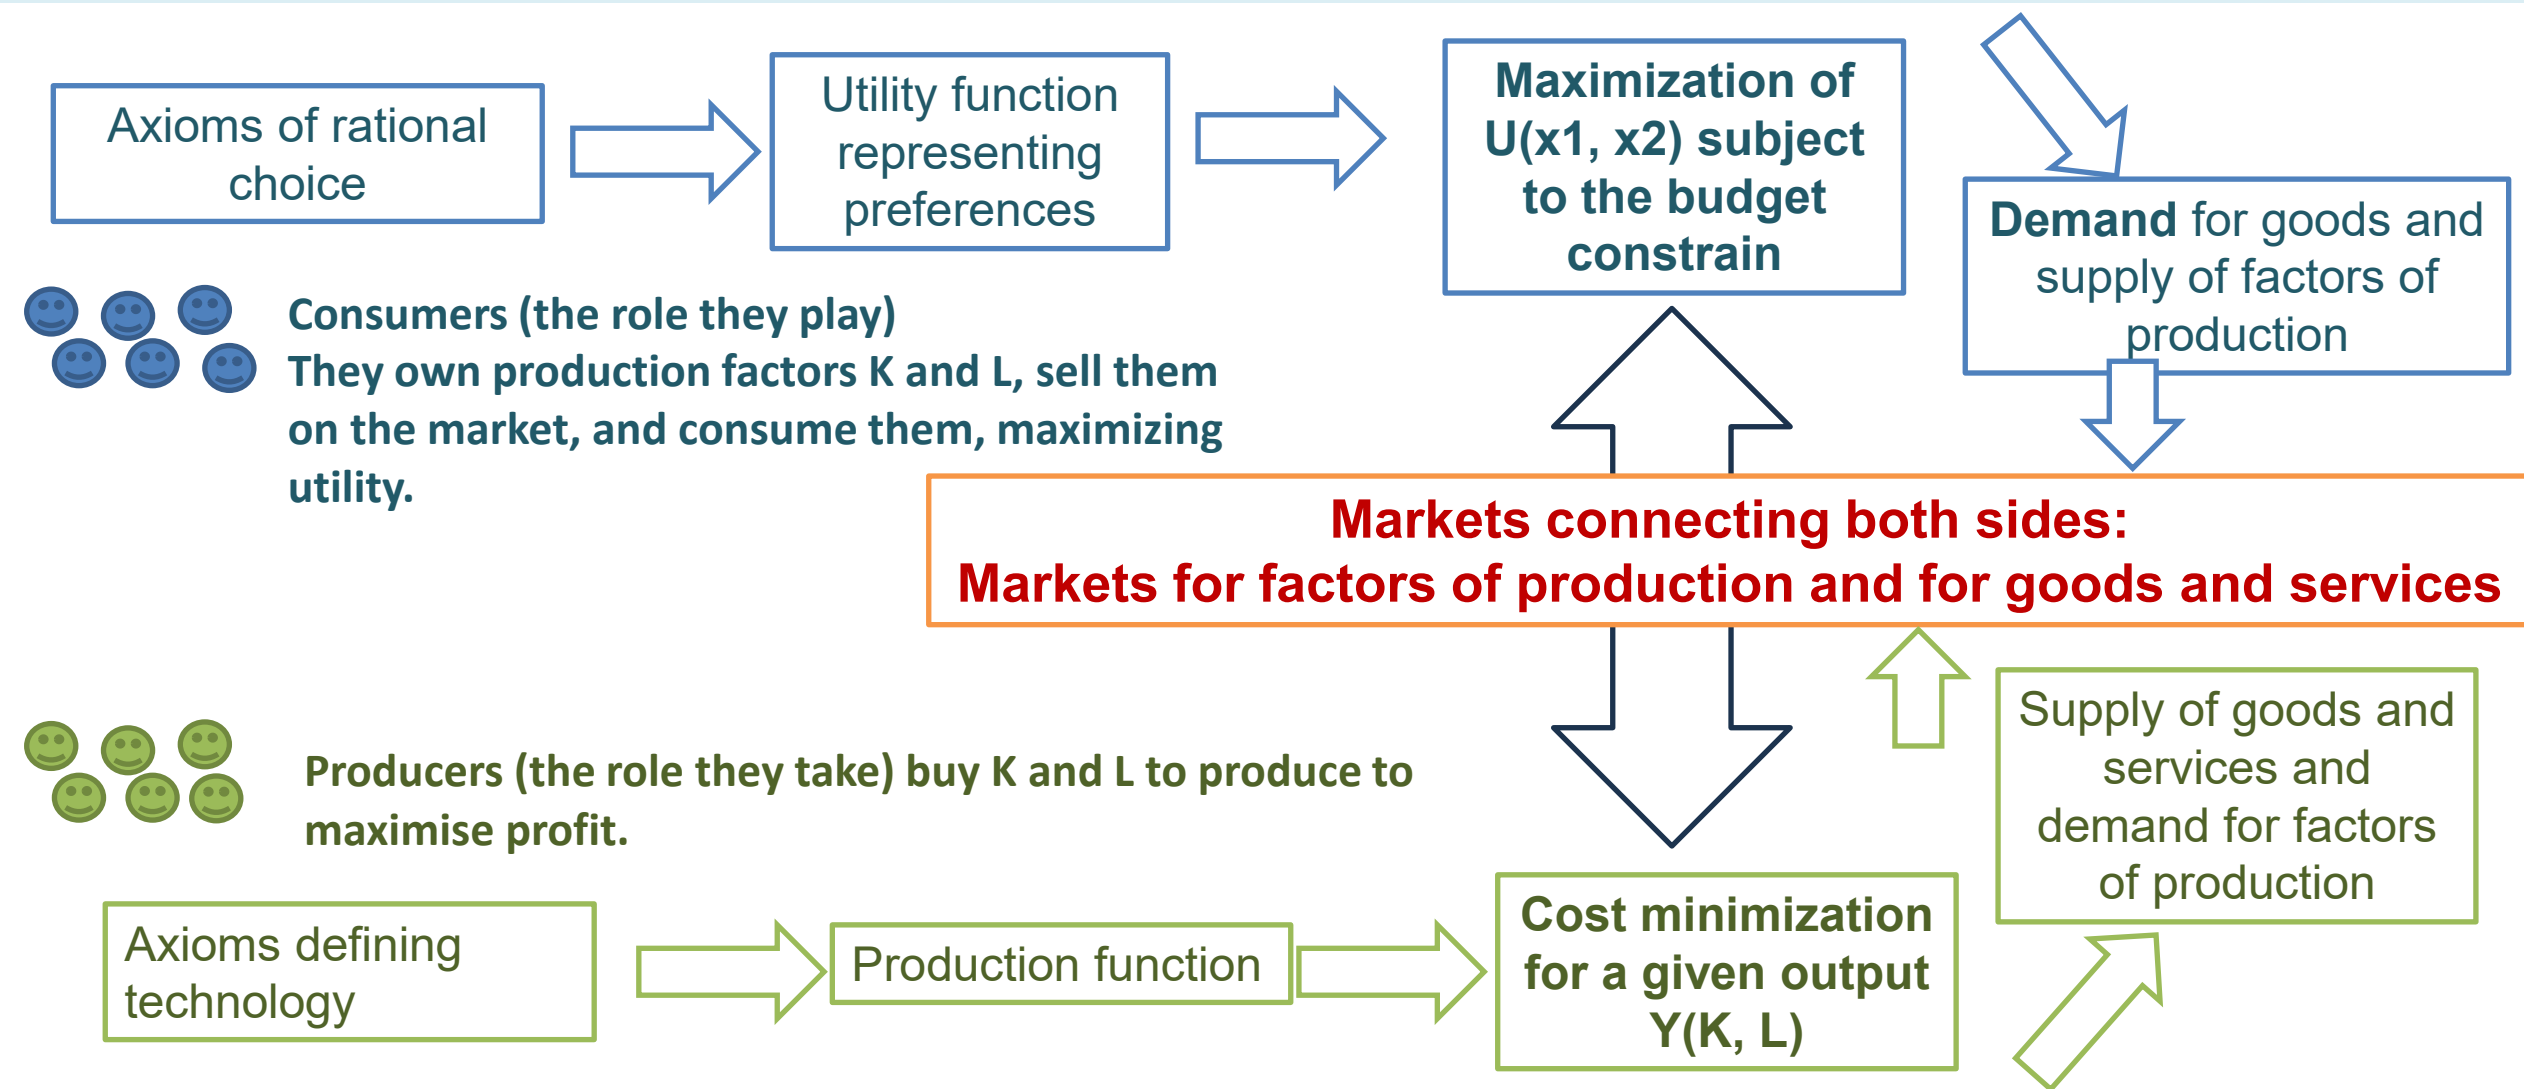 Axioms of rational
choice
Utility function
representing
preferences
Maximization of
U(x1, x2) subject
to the budget
constrain
Demand for goods and
supply of factors of
production
Consumers (the role they play)
They own production factors K and L, sell them
on the market, and consume them, maximizing
utility.
Markets connecting both sides:
Markets for factors of production and for goods and services
Producers (the role they take) buy K and L to produce to
maximise profit.
Supply of goods and
services and
demand for factors
of production
Axioms defining
technology
Production function
Cost minimization
for a given output
Y(K, L)